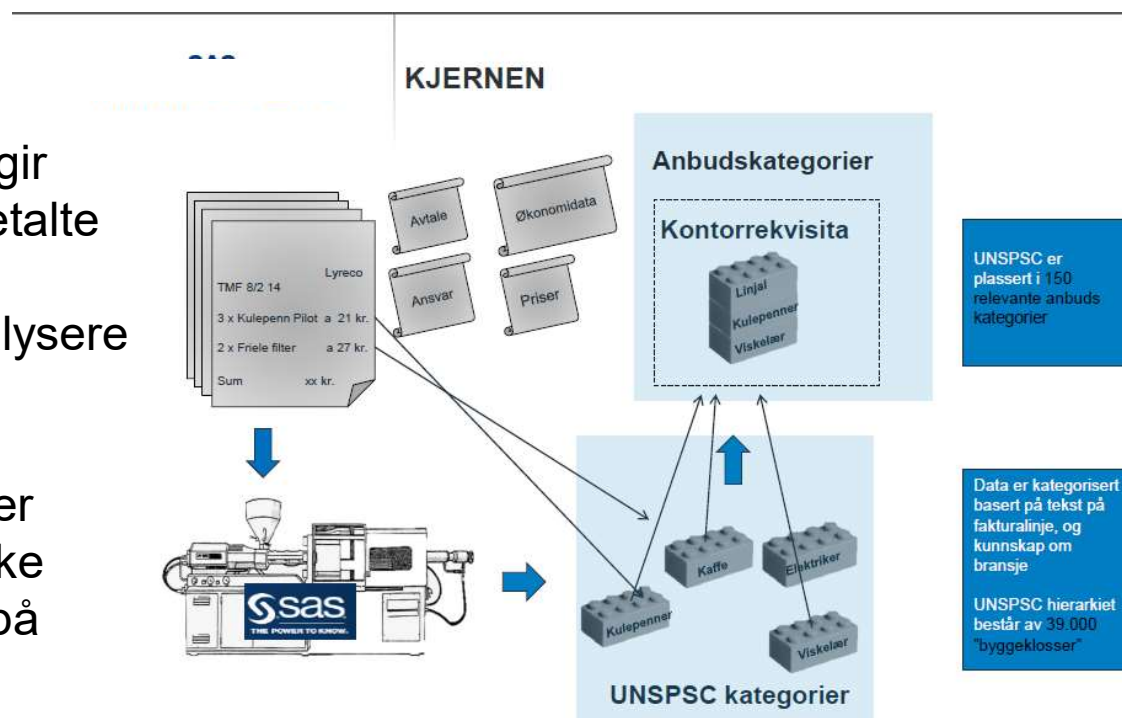 KJERNEN
gir
etalte
lysere
er
ke
på
Lyreco
TMF 8/2 14
3 x Kulepenn Pilot a 21 kr.
2 x Friele filter a 27 kr.
Sum xx kr.
Avtale
Økonomidata
Ansvar
Priser
Anbudskategorier
Kontorrekvisita
Linjal
Kulepenner
Viskelær
UNSPSC er
plassert i 150
relevante anbuds
kategorier
sas
THE POWER TO KNOW.
Kaffe
Elektriker
Kulepenner
Viskelær
UNSPSC kategorier
Data er kategorisert
basert på tekst på
fakturalinje, og
kunnskap om
bransje
UNSPSC hierarkiet
består av 39.000
"byggeklosser"